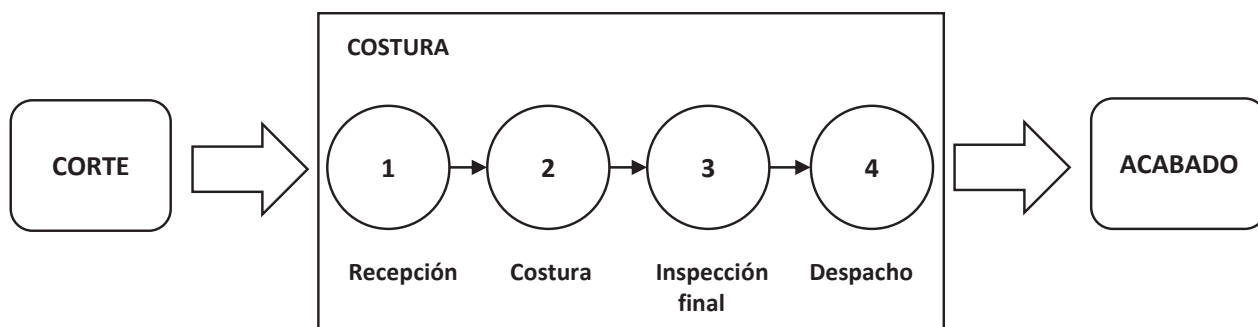 COSTURA
CORTE
1
2
3
4
ACABADO
Recepción
Costura
Inspección
final
Despacho